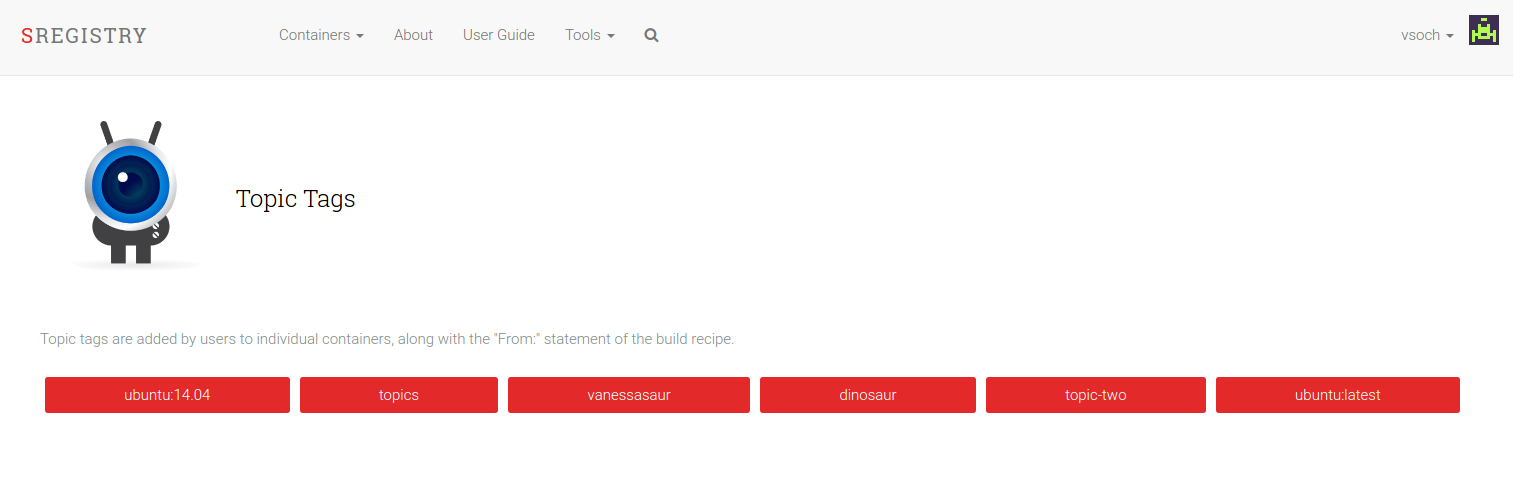 SREGISTRY Containers About User Guide Tools vsoch
Topic Tags
Topic tags are added by users to individual containers, along with the "From:" statement of the build recipe.
ubuntu:14.04 topics vanessasaur dinosaur topic-two ubuntu:latest